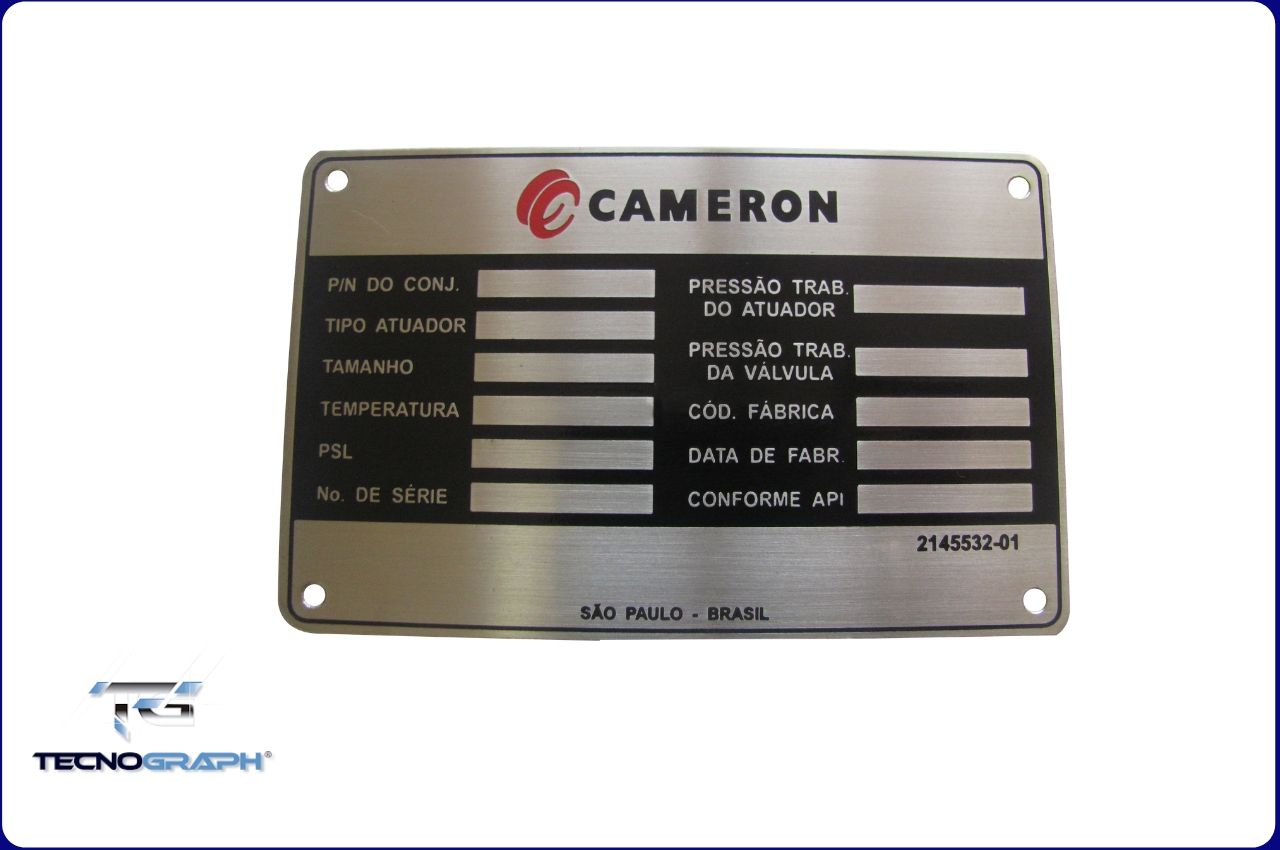 CAMERON
P/N DO CONJ.
TIPO ATUADOR
TAMANHO
TEMPERATURA
PSL
No. DE SÉRIE
PRESSÃO TRAB.
DO ATUADOR
PRESSÃO TRAB.
DA VÁLVULA
CÓD. FÁBRICA
DATA DE FABR.
CONFORME API
2145532-01
SÃO PAULO - BRASIL
TG
TECNOGRAPH®